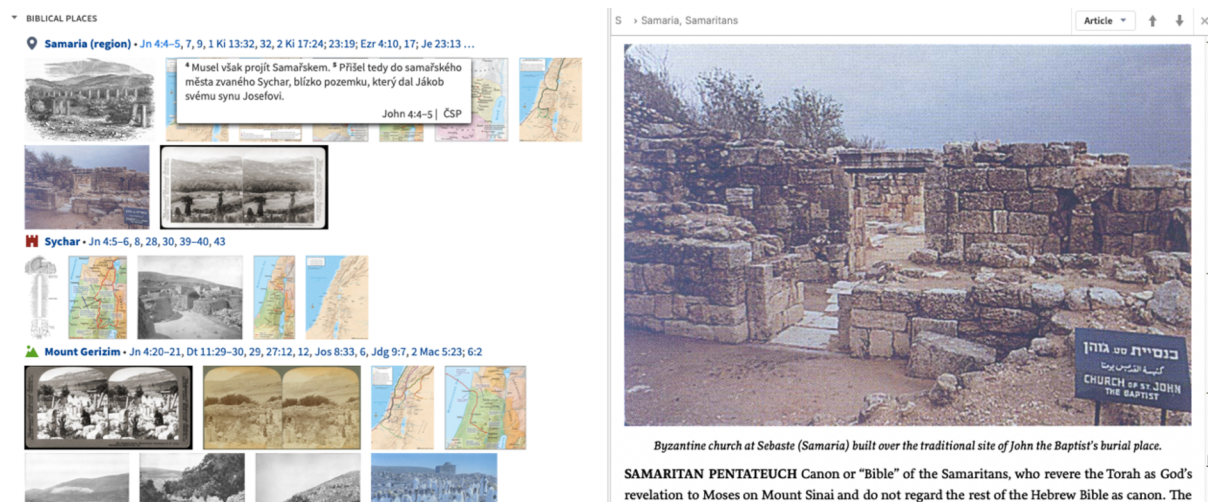 BIBLICAL PLACES
Samaria (region) • Jn 4:4–5, 7, 9, 1 Ki 13:32, 32, 2 Ki 17:24; 23:19; Ezr 4:10, 17; Je 23:13 …
4 Musel však projít Samařskem. 5 Přišel tedy do samařského
města zvaného Sychar, blízko pozemku, který dal Jákob
svému synu Josefovi.
John 4:4–5 | ČSP
Sychar • Jn 4:5–6, 8, 28, 30, 39–40, 43
Mount Gerizim • Jn 4:20–21, Dt 11:29–30, 29, 27:12, 12, Jos 8:33, 6, Jdg 9:7, 2 Mac 5:23; 6:2
S › Samaria, Samaritans
Article
כנסיית סט. ג'והן
كنيسة القديس يوحنا
CHURCH OF ST. JOHN
THE BAPTIST
Byzantine church at Sebaste (Samaria) built over the traditional site of John the Baptist's burial place.
SAMARITAN PENTATEUCH Canon or “Bible” of the Samaritans, who revere the Torah as God's
revelation to Moses on Mount Sinai and do not regard the rest of the Hebrew Bible as canon. The